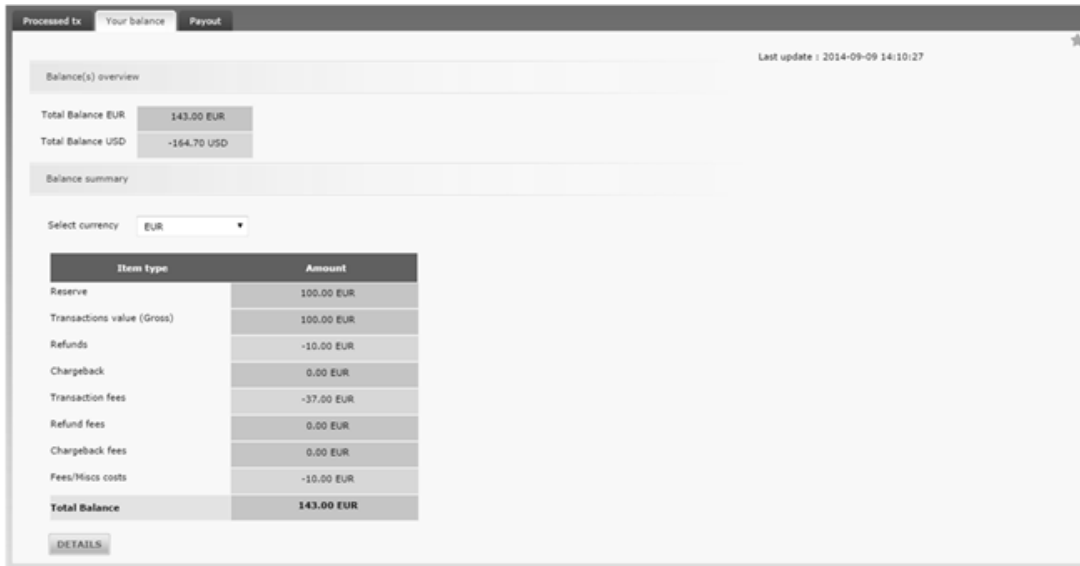 Processed tx Your balance Payout
Last update : 2014-09-09 14:10:27
Balance(s) overview
Total Balance EUR 143.00 EUR
Total Balance USD -164.70 USD
Balance summary
Select currency EUR
Item type Amount
Reserve 100.00 EUR
Transactions value (Gross) 100.00 EUR
Refunds -10.00 EUR
Chargeback 0.00 EUR
Transaction fees -37.00 EUR
Refund fees 0.00 EUR
Chargeback fees 0.00 EUR
Fees/Miscs costs -10.00 EUR
Total Balance 143.00 EUR
DETAILS